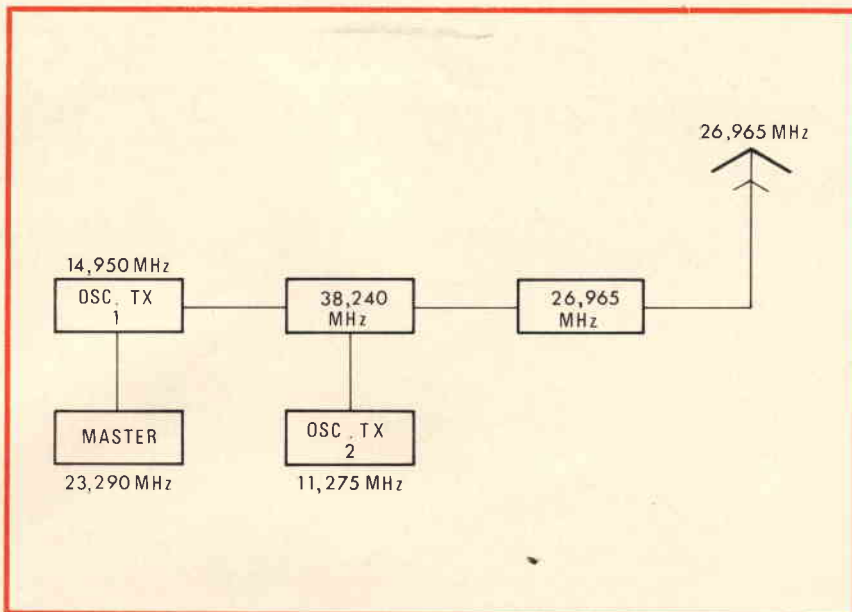 26,965 MHz
14,950 MHz
OSC. TX
1
38,240
MHz
26,965
MHz
MASTER
OSC. TX
2
23,290 MHz
11,275 MHz